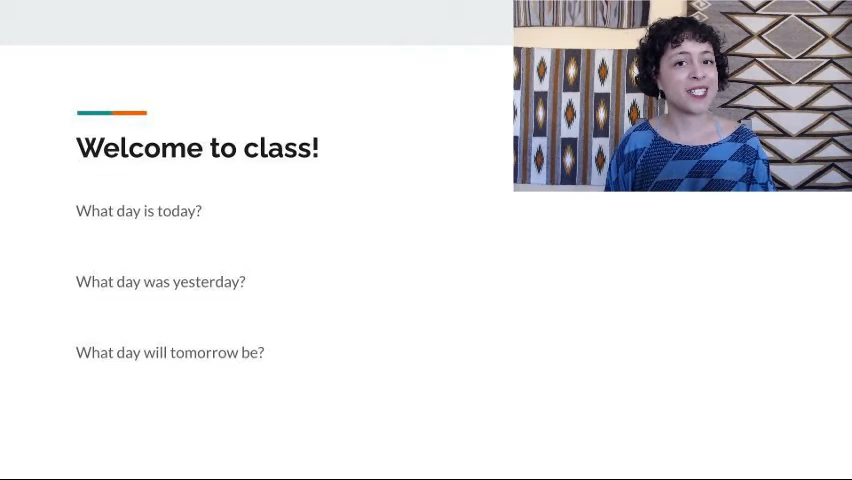 Welcome to class!
What day is today?
What day was yesterday?
What day will tomorrow be?